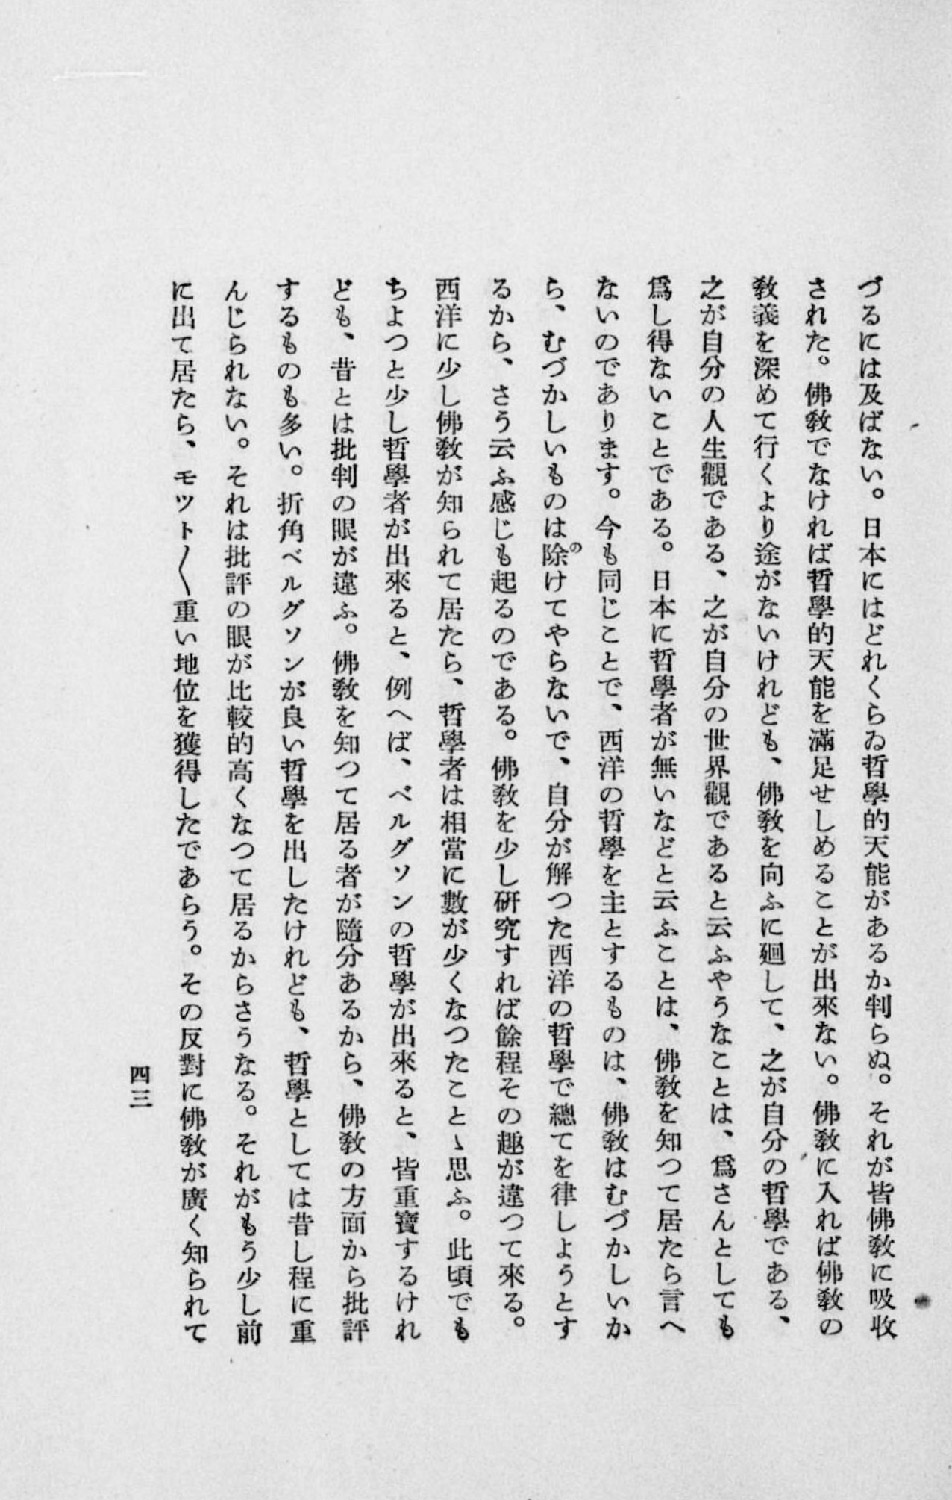 づるには及ばない。日本にはどれくらゐ哲學的天能があるか判らぬ。それが皆佛教に吸收
された。佛教でなければ哲學的天能を滿足せしめることが出來ない。佛教に入れば佛教の
教義を深めて行くより途がないけれども、佛教を向ふに廻して、之が自分の哲學である、
之が自分の人生觀である、之が自分の世界觀であると云ふやうなことは、爲さんとしても
爲し得ないことである。日本に哲學者が無いなどと云ふことは、佛教を知つて居たら言へ
ないのであります。今も同じことで、西洋の哲學を主とするものは、佛教はむづかしいか
ら、むづかしいものは除のけてやらないで、自分が解つた西洋の哲學で總てを律しようとす
るから、さう云ふ感じも起るのである。佛教を少し研究すれば餘程その趣が違つて來る。
西洋に少し佛教が知られて居たら、哲學者は相當に數が少くなつたことゝ思ふ。此頃でも
ちよつと少し哲學者が出來ると、例へば、ベルグソンの哲學が出來ると、皆重寶するけれ
ども、昔とは批判の眼が違ふ。佛教を知つて居る者が隨分あるから、佛教の方面から批評
するものも多い。折角ベルグソンが良い哲學を出したけれども、哲學としては昔し程に重
んじられない。それは批評の眼が比較的高くなつて居るからさうなる。それがもう少し前
に出て居たら、モツト〳〵重い地位を獲得したであらう。その反對に佛教が廣く知られて
四三